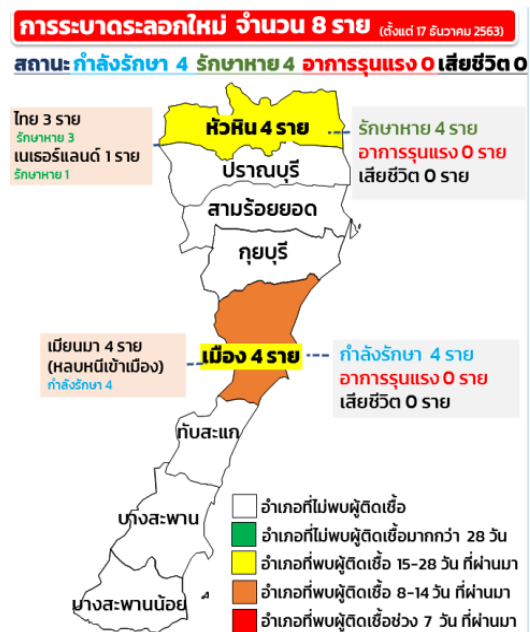 การระบาดระลอกใหม่ จำนวน 8 ราย (ตั้งแต่ 17 ธันวาคม 2563)
สถานะ กำลังรักษา 4 รักษาหาย 4 อาการรุนแรง 0 เสียชีวิต 0
ไทย 3 ราย
รักษาหาย 3
เนเธอร์แลนด์ 1 ราย
รักษาหาย 1
หัวหิน 4 ราย
รักษาหาย 4 ราย
อาการรุนแรง 0 ราย
เสียชีวิต 0 ราย
ปราณบุรี
สามร้อยยอด
กุยบุรี
เมียนมา 4 ราย
(หลบหนีเข้าเมือง)
กำลังรักษา 4
เมือง 4 ราย
กำลังรักษา 4 ราย
อาการรุนแรง 0 ราย
เสียชีวิต 0 ราย
ทับสะแก
บางสะพาน
บางสะพานน้อย
อำเภอที่ไม่พบผู้ติดเชื้อ
อำเภอที่ไม่พบผู้ติดเชื้อมากกว่า 28 วัน
อำเภอที่พบผู้ติดเชื้อ 15-28 วัน ที่ผ่านมา
อำเภอที่พบผู้ติดเชื้อ 8-14 วัน ที่ผ่านมา
อำเภอที่พบผู้ติดเชื้อช่วง 7 วัน ที่ผ่านมา